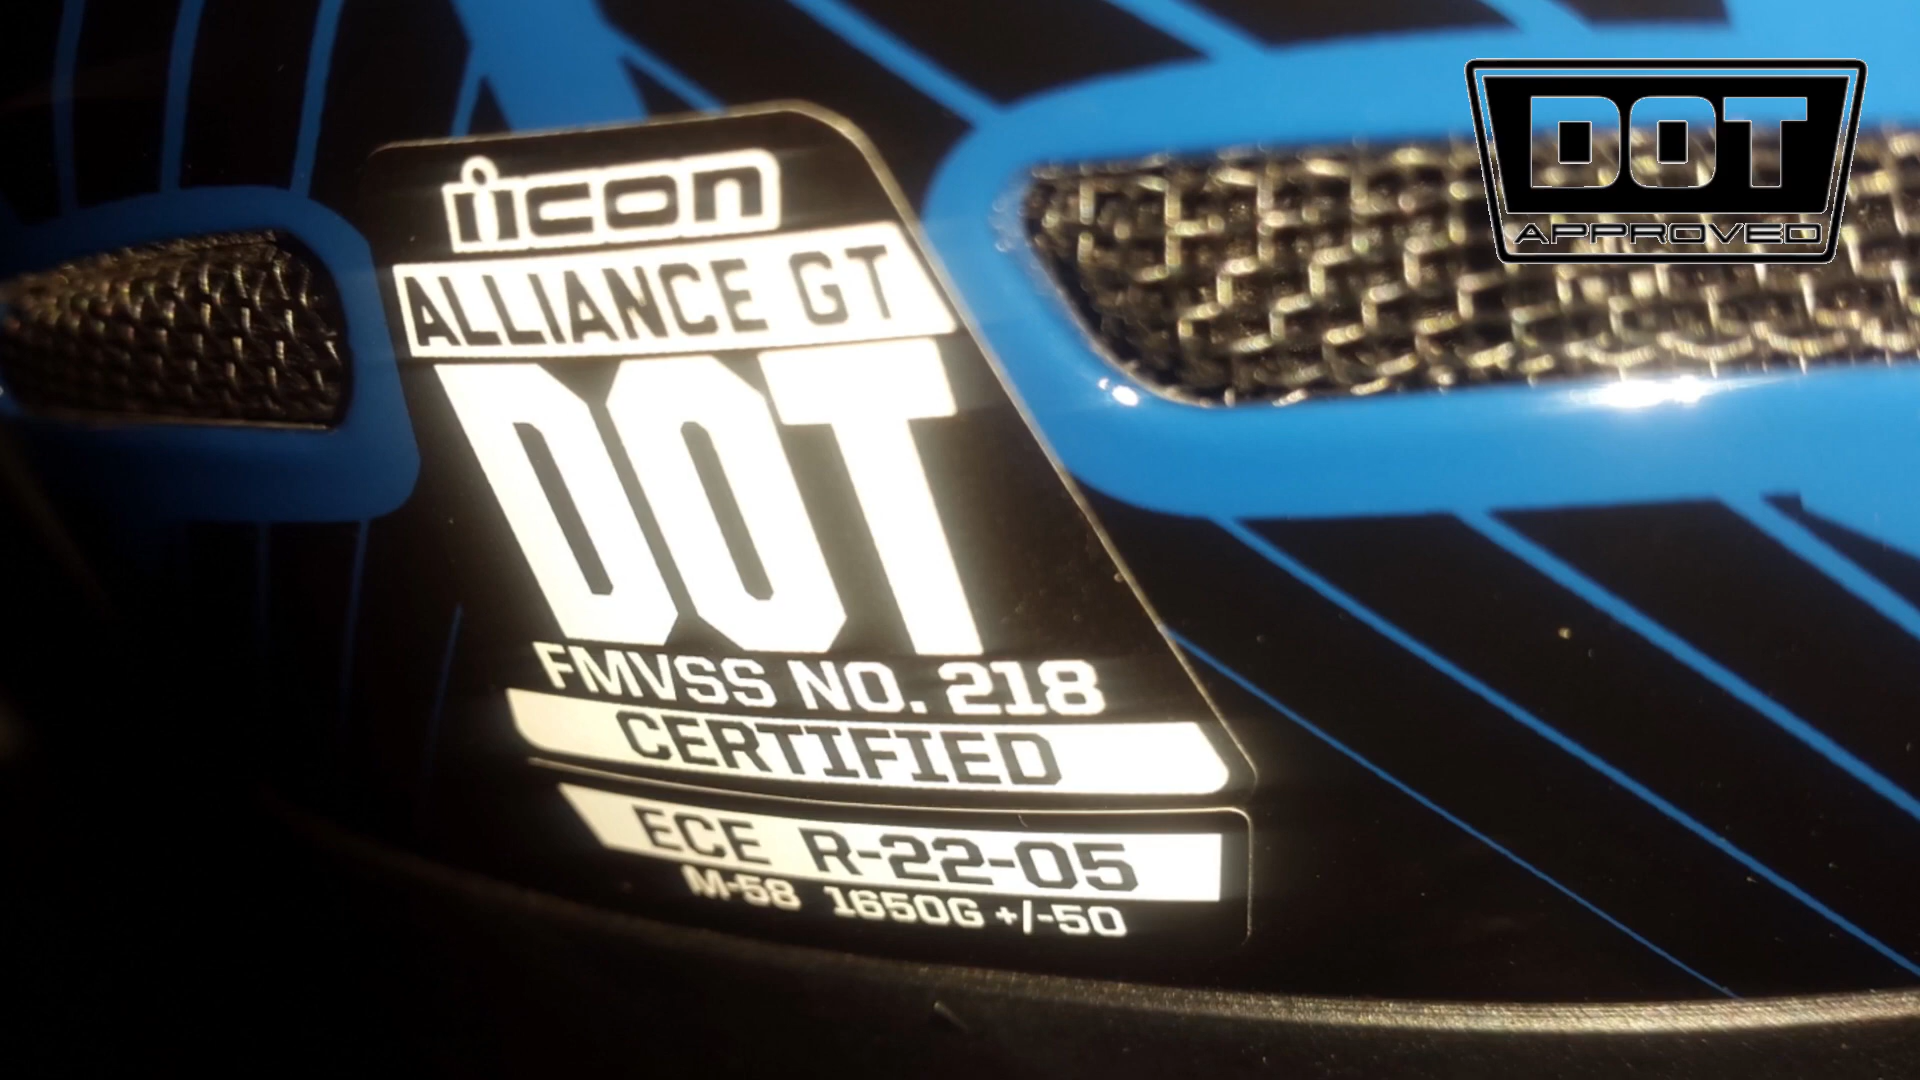 icon
ALLIANCE GT
DOT
FMVSS NO. 218
CERTIFIED
ECE R-22-05
M-58 1650G +/-50
DOT
APPROVED